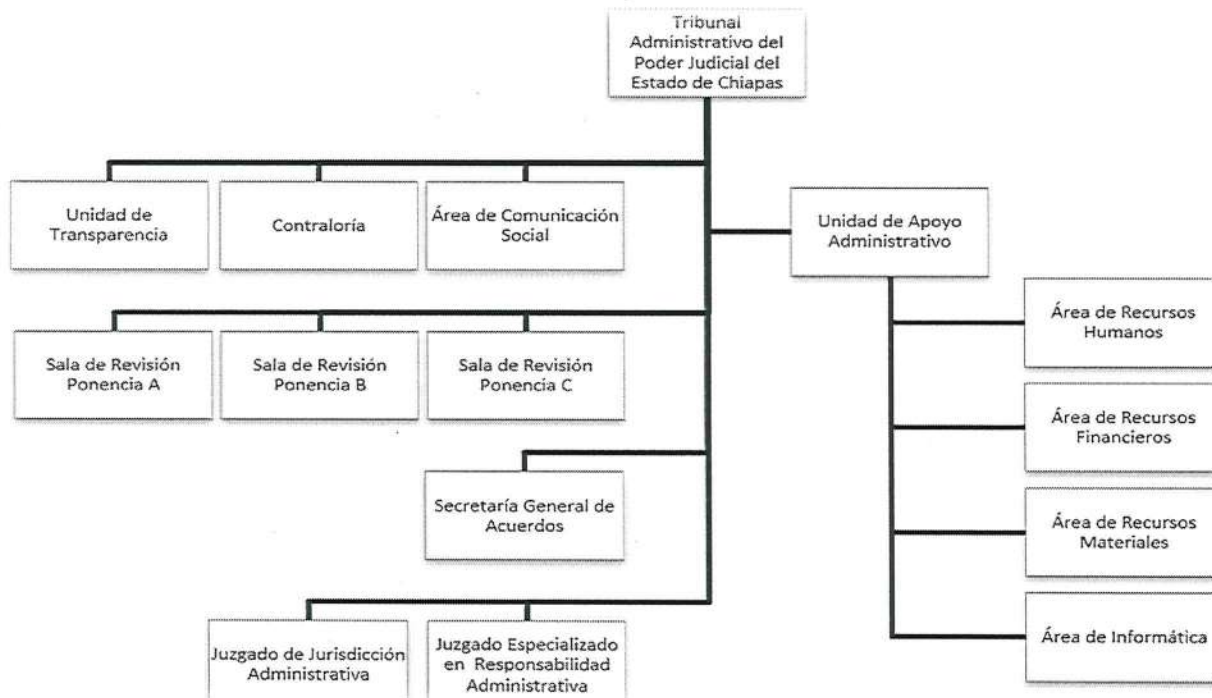 Tribunal
Administrativo del
Poder Judicial del
Estado de Chiapas
Unidad de
Transparencia
Contraloría
Área de Comunicación
Social
Unidad de Apoyo
Administrativo
Sala de Revisión
Ponencia A
Sala de Revisión
Ponencia B
Sala de Revisión
Ponencia C
Secretaría General de
Acuerdos
Juzgado de Jurisdicción
Administrativa
Juzgado Especializado
en Responsabilidad
Administrativa
Área de Recursos
Humanos
Área de Recursos
Financieros
Área de Recursos
Materiales
Área de Informática